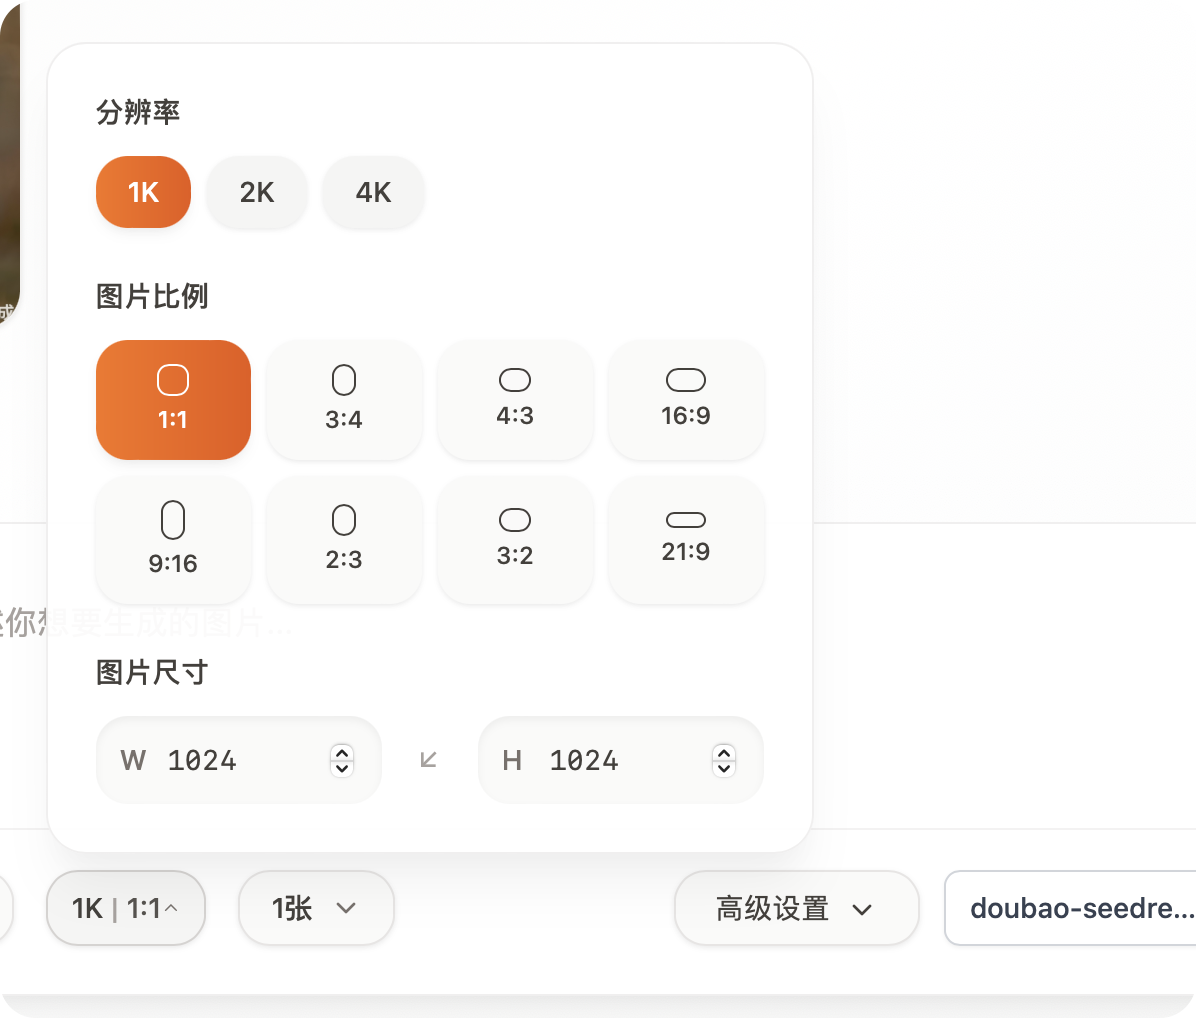 分辨率
1K 2K 4K
图片比例
1:1 3:4 4:3 16:9
9:16 2:3 3:2 21:9
你想要生成的图片...
图片尺寸
W 1024 H 1024
1K | 1:1 1张 高级设置 doubao-seedre...
成